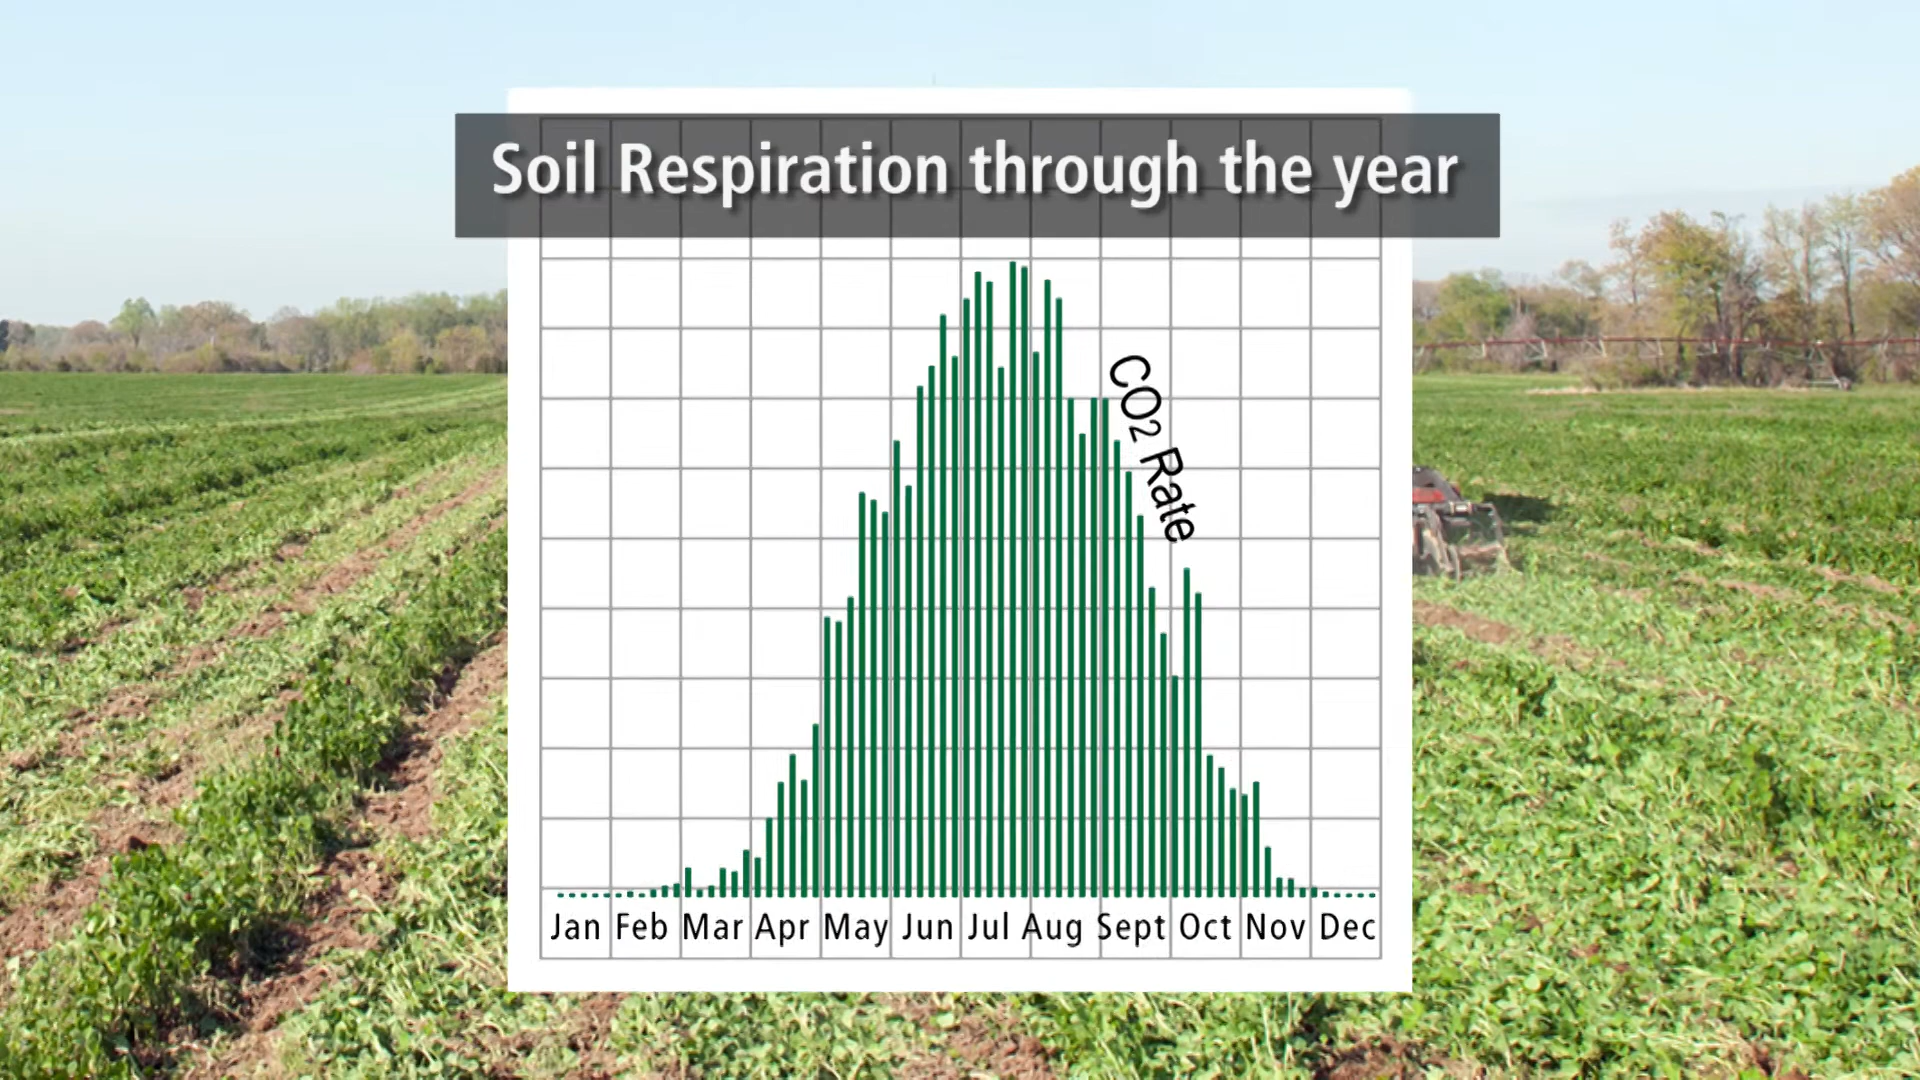 Soil Respiration through the year
CO2 Rate
Jan Feb Mar Apr May Jun Jul Aug Sept Oct Nov Dec